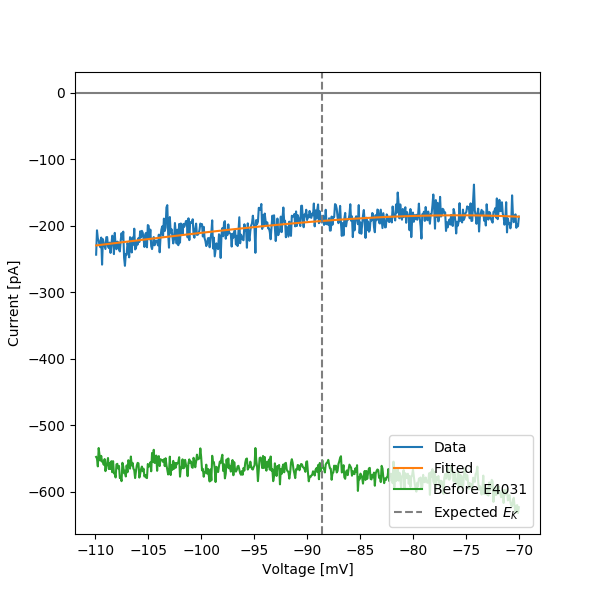 0
−100
−200
−300
−400
−500
−600
Current [pA]
Data
Fitted
Before E4031
Expected E_K
−110
−105
−100
−95
−90
−85
−80
−75
−70
Voltage [mV]